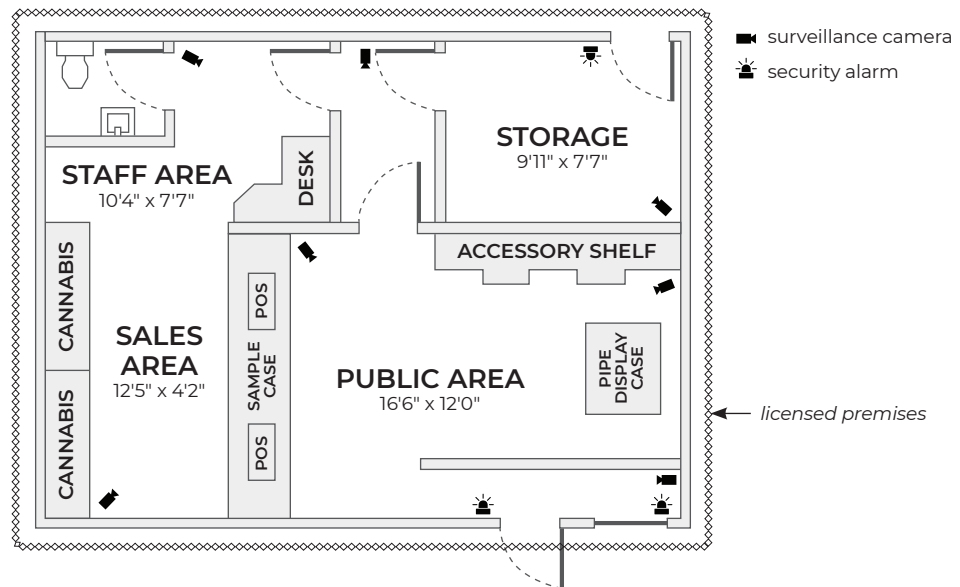 surveillance camera
security alarm
STORAGE
9'11" x 7'7"
STAFF AREA
10'4" x 7'7"
DESK
ACCESSORY SHELF
CANNABIS
POS
SALES
AREA
12'5" x 4'2"
SAMPLE
CASE
PUBLIC AREA
16'6" x 12'0"
PIPE
DISPLAY
CASE
licensed premises
CANNABIS
POS